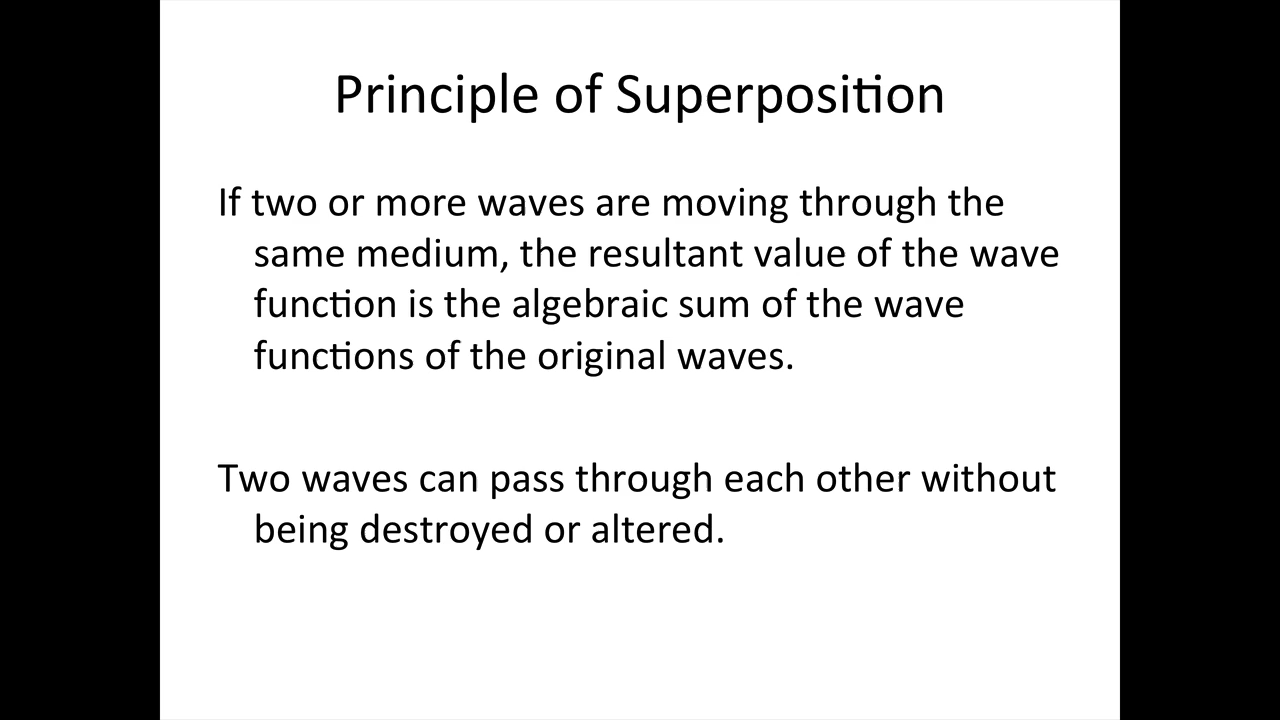 Principle of Superposition
If two or more waves are moving through the
same medium, the resultant value of the wave
function is the algebraic sum of the wave
functions of the original waves.
Two waves can pass through each other without
being destroyed or altered.